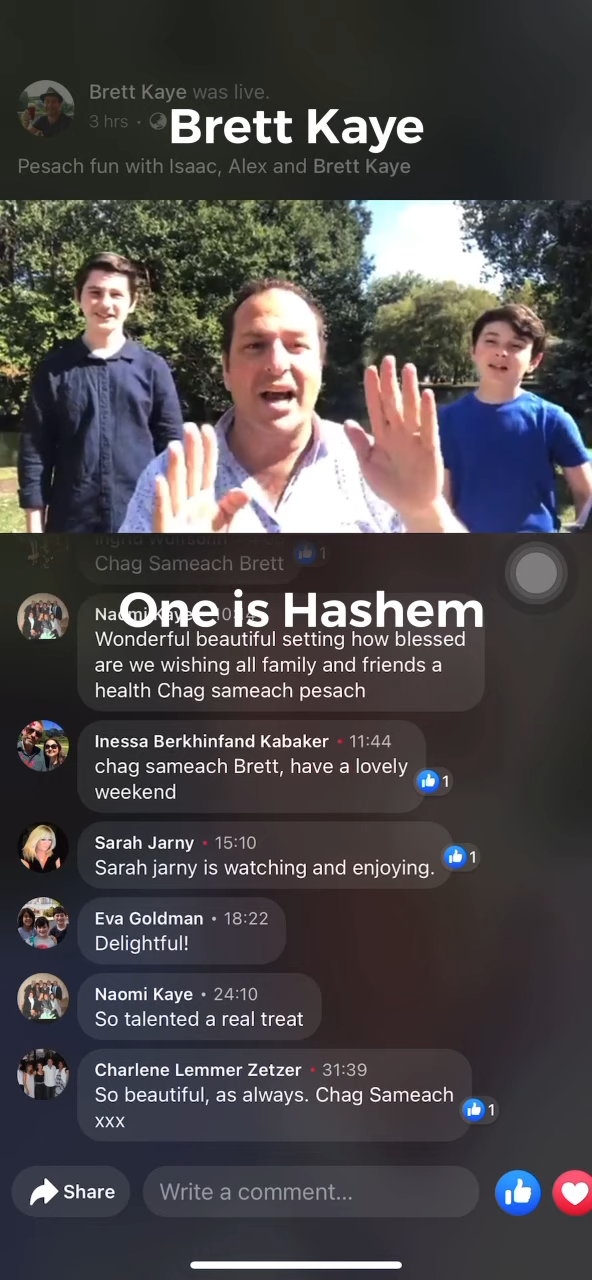 Brett Kaye was live.
3 hrs ·
Brett Kaye
Pesach fun with Isaac, Alex and Brett Kaye
Chag Sameach Brett
1
One is Hashem
Naomi Kaye
Wonderful beautiful setting how blessed
are we wishing all family and friends a
health Chag sameach pesach
Inessa Berkhinfand Kabaker • 11:44
chag sameach Brett, have a lovely
weekend
1
Sarah Jarny • 15:10
Sarah jarny is watching and enjoying.
1
Eva Goldman • 18:22
Delightful!
Naomi Kaye • 24:10
So talented a real treat
Charlene Lemmer Zetzer • 31:39
So beautiful, as always. Chag Sameach
xxx
1
Share
Write a comment...